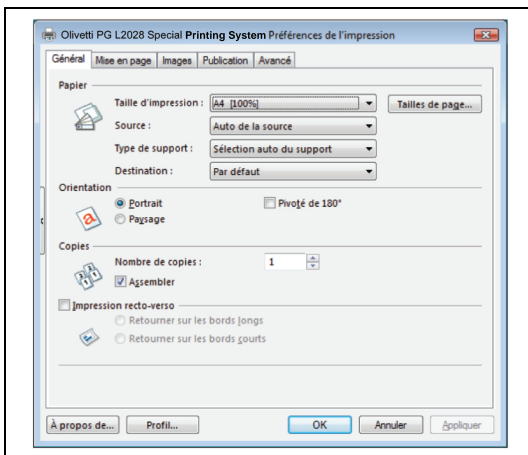 Olivetti PG L2028 Special Printing System Préférences de l'impression
Général Mise en page Images Publication Avancé
Papier
Taille d'impression : A4 [100%] Tailles de page...
Source : Auto de la source
Type de support : Sélection auto du support
Destination : Par défaut
Orientation
Portrait Pivoté de 180°
Paysage
Copies
Nombre de copies : 1
Assembler
Impression recto-verso
Retourner sur les bords longs
Retourner sur les bords courts
À propos de... Profil... OK Annuler Appliquer